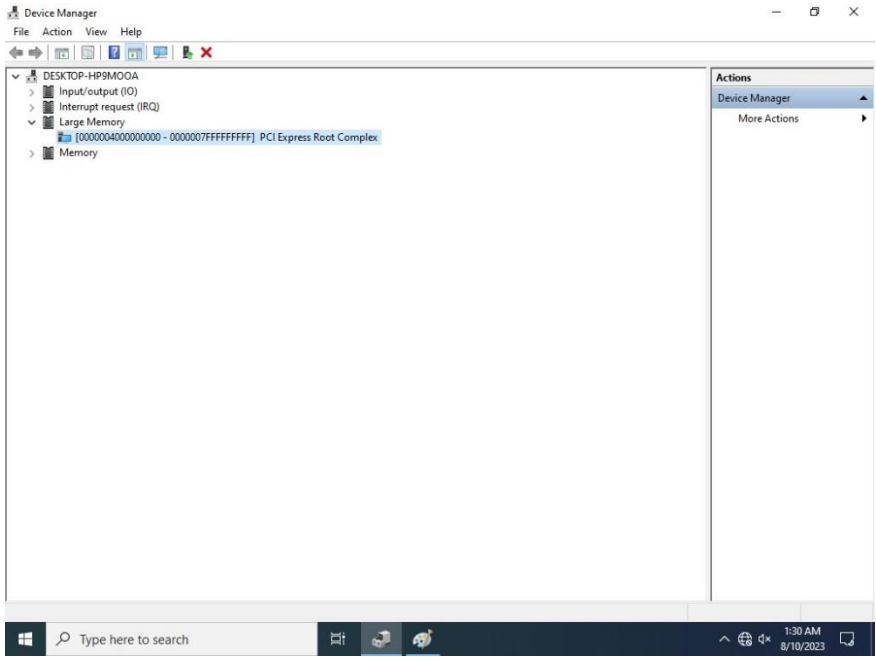 Device Manager
File Action View Help
DESKTOP-HP9MOOA
Input/output (IO)
Interrupt request (IRQ)
Large Memory
[0000004000000000 - 0000007FFFFFFFFF] PCI Express Root Complex
Memory
Actions
Device Manager
More Actions
Type here to search
1:30 AM
8/10/2023